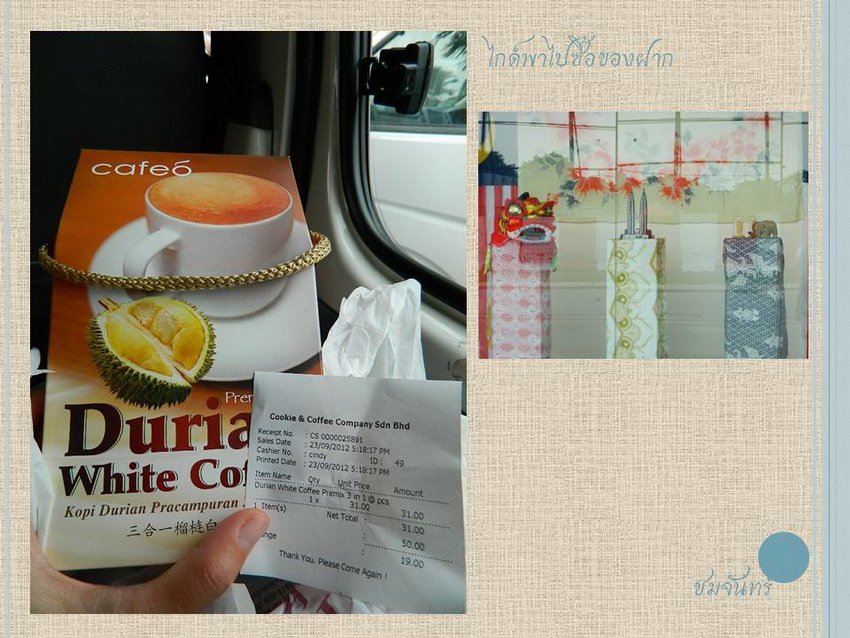 ไกด์พาไปซื้อของฝาก
cafeó
Durian
White
Kopi Durian Pracampuran
三合一榴梿白
Cookie & Coffee Company Sdn Bhd
Receipt No. : CS 0000025891
Sales Date : 23/09/2012 5:18:17 PM
Cashier No. : cindy ID : 49
Printed Date : 23/09/2012 5:18:17 PM
Item Name Qty Unit Price Amount
Durian White Coffee Premix 3 in 1 @ pcs
1 x 31.00 31.00
1 Item(s) Net Total : 31.00
: 50.00
: 19.00
Thank You. Please Come Again !
ชมจันทร